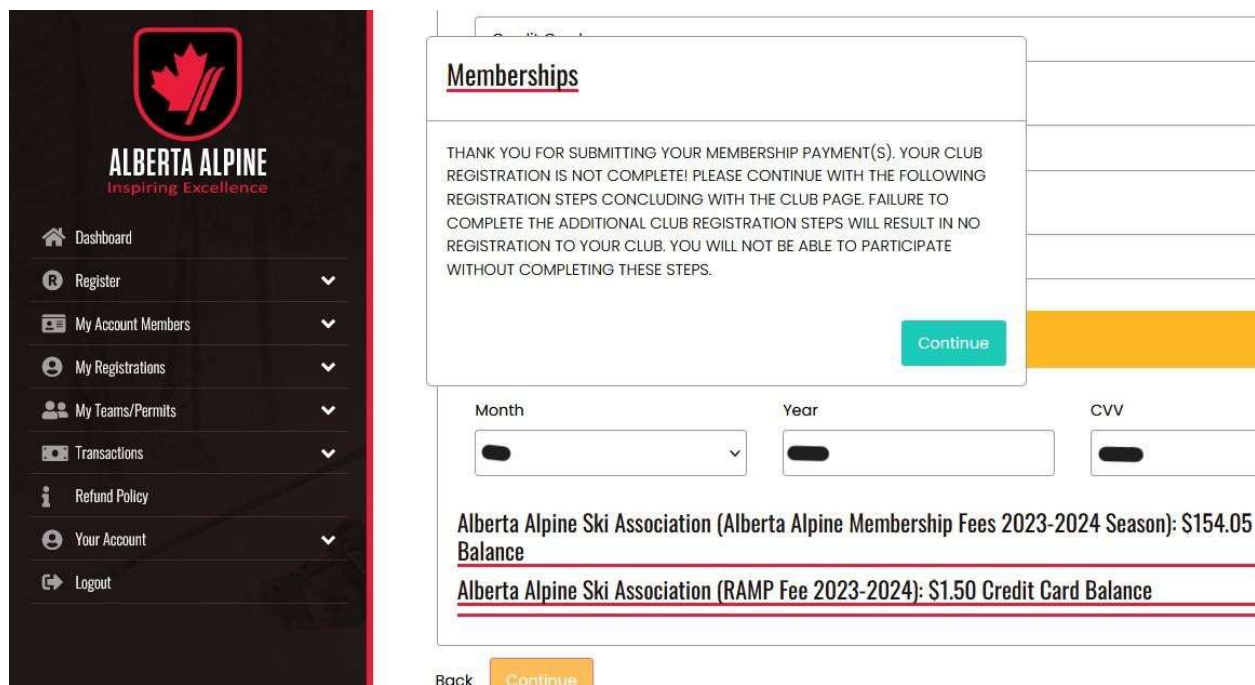 ALBERTA ALPINE
Inspiring Excellence
Dashboard
Register
My Account Members
My Registrations
My Teams/Permits
Transactions
Refund Policy
Your Account
Logout
Memberships
THANK YOU FOR SUBMITTING YOUR MEMBERSHIP PAYMENT(S). YOUR CLUB
REGISTRATION IS NOT COMPLETE! PLEASE CONTINUE WITH THE FOLLOWING
REGISTRATION STEPS CONCLUDING WITH THE CLUB PAGE. FAILURE TO
COMPLETE THE ADDITIONAL CLUB REGISTRATION STEPS WILL RESULT IN NO
REGISTRATION TO YOUR CLUB. YOU WILL NOT BE ABLE TO PARTICIPATE
WITHOUT COMPLETING THESE STEPS.
Continue
Month Year CVV
Alberta Alpine Ski Association (Alberta Alpine Membership Fees 2023-2024 Season): $154.05
Balance
Alberta Alpine Ski Association (RAMP Fee 2023-2024): $1.50 Credit Card Balance
Back Continue